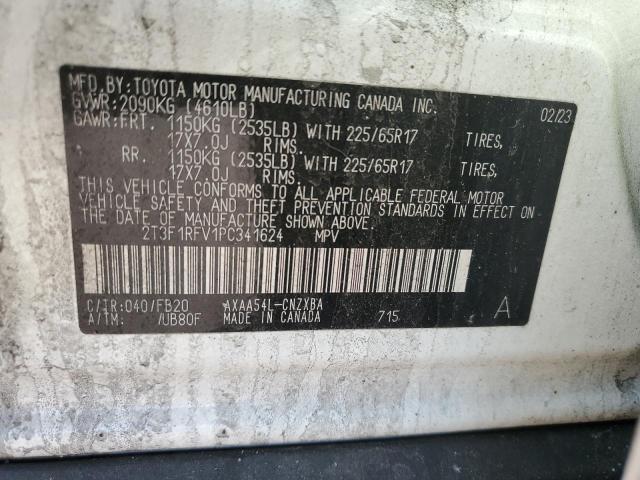 MFD. BY: TOYOTA MOTOR MANUFACTURING CANADA INC.
GVWR: 2090KG (4610LB) 02/23
GAWR: FRT. 1150KG (2535LB) WITH 225/65R17 TIRES,
17X7.0J RIMS.
RR. 1150KG (2535LB) WITH 225/65R17 TIRES,
17X7.0J RIMS.
THIS VEHICLE CONFORMS TO ALL APPLICABLE FEDERAL MOTOR
VEHICLE SAFETY AND THEFT PREVENTION STANDARDS IN EFFECT
ON THE DATE OF MANUFACTURE SHOWN ABOVE.
2T3F1RFV1PC341624 MPV
C/TR: 040/FB20 AXAA54L-CNZXBA
A/TM: /UB80F MADE IN CANADA 715 A